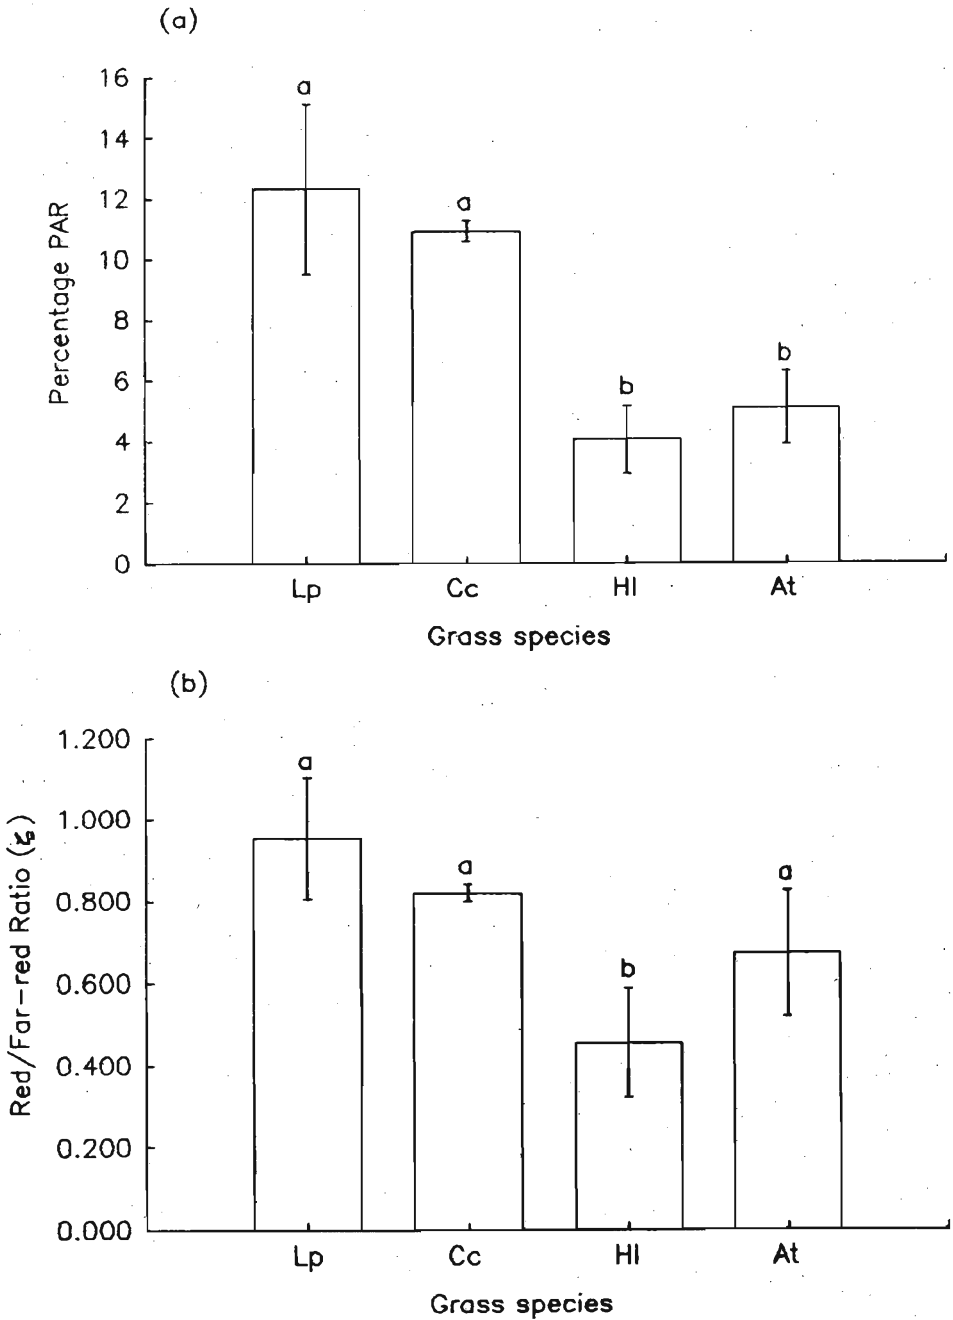 (a)
16
14
12
10
8
6
4
2
0
Percentage PAR
a
a
b
b
Lp
Cc
Hl
At
Grass species
(b)
1.200
1.000
0.800
0.600
0.400
0.200
0.000
Red/Far-red Ratio (ζ)
a
a
b
a
Lp
Cc
Hl
At
Grass species